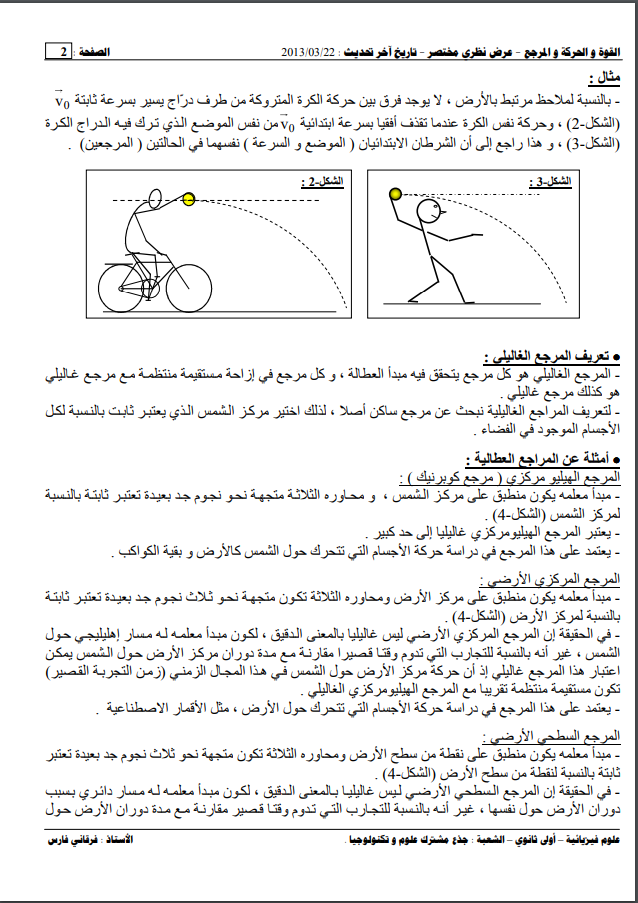 القوة و الحركة و المرجع – عرض نظري مختصر – تاريخ آخر تحديث : 2013/03/22 الصفحة : 2
مثال :
- بالنسبة لملاحظ مرتبط بالأرض ، لا يوجد فرق بين حركة الكرة المتروكة من طرف درّاج يسير بسرعة ثابتة v₀
(الشكل-2) ، وحركة نفس الكرة عندما تقذف أفقيا بسرعة ابتدائية v₀ من نفس الموضع الذي ترك فيه الدراج الكرة
(الشكل-3) ، و هذا راجع إلى أن الشرطان الابتدائيان ( الموضع و السرعة ) نفسهما في الحالتين ( المرجعين ) .
الشكل-2 :
الشكل-3 :
● تعريف المرجع الغاليلي :
- المرجع الغاليلي هو كل مرجع يتحقق فيه مبدأ العطالة ، و كل مرجع في إزاحة مستقيمة منتظمة مع مرجع غاليلي
هو كذلك مرجع غاليلي .
- لتعريف المراجع الغاليلية نبحث عن مرجع ساكن أصلا ، لذلك اختير مركز الشمس الذي يعتبر ثابت بالنسبة لكل
الأجسام الموجود في الفضاء .
● أمثلة عن المراجع العطالية :
المرجع الهيليو مركزي ( مرجع كوبرنيك ) :
- مبدأ معلمه يكون منطبق على مركز الشمس ، و محاوره الثلاثة متجهة نحو نجوم جد بعيدة تعتبر ثابتة بالنسبة
لمركز الشمس (الشكل-4) .
- يعتبر المرجع الهيليومركزي غاليليا إلى حد كبير .
- يعتمد على هذا المرجع في دراسة حركة الأجسام التي تتحرك حول الشمس كالأرض و بقية الكواكب .
المرجع المركزي الأرضي :
- مبدأ معلمه يكون منطبق على مركز الأرض ومحاوره الثلاثة تكون متجهة نحو ثلاث نجوم جد بعيدة تعتبر ثابتة
بالنسبة لمركز الأرض (الشكل-4) .
- في الحقيقة إن المرجع المركزي الأرضي ليس غاليليا بالمعنى الدقيق ، لكون مبدأ معلمه له مسار إهليليجي حول
الشمس ، غير أنه بالنسبة للتجارب التي تدوم وقتا قصيرا مقارنة مع مدة دوران مركز الأرض حول الشمس يمكن
اعتبار هذا المرجع غاليلي إذ أن حركة مركز الأرض حول الشمس في هذا المجال الزمني (زمن التجربة القصير)
تكون مستقيمة منتظمة تقريبا مع المرجع الهيليومركزي الغاليلي .
- يعتمد على هذا المرجع في دراسة حركة الأجسام التي تتحرك حول الأرض ، مثل الأقمار الاصطناعية .
المرجع السطحي الأرضي :
- مبدأ معلمه يكون منطبق على نقطة من سطح الأرض ومحاوره الثلاثة تكون متجهة نحو ثلاث نجوم جد بعيدة تعتبر
ثابتة بالنسبة لنقطة من سطح الأرض (الشكل-4) .
- في الحقيقة إن المرجع السطحي الأرضي ليس غاليليا بالمعنى الدقيق ، لكون مبدأ معلمه له مسار دائري بسبب
دوران الأرض حول نفسها ، غير أنه بالنسبة للتجارب التي تدوم وقتا قصير مقارنة مع مدة دوران الأرض حول
علوم فيزيائية – أولى ثانوي – الشعبة : جذع مشترك علوم و تكنولوجيا . الأستاذ : فرقاني فارس